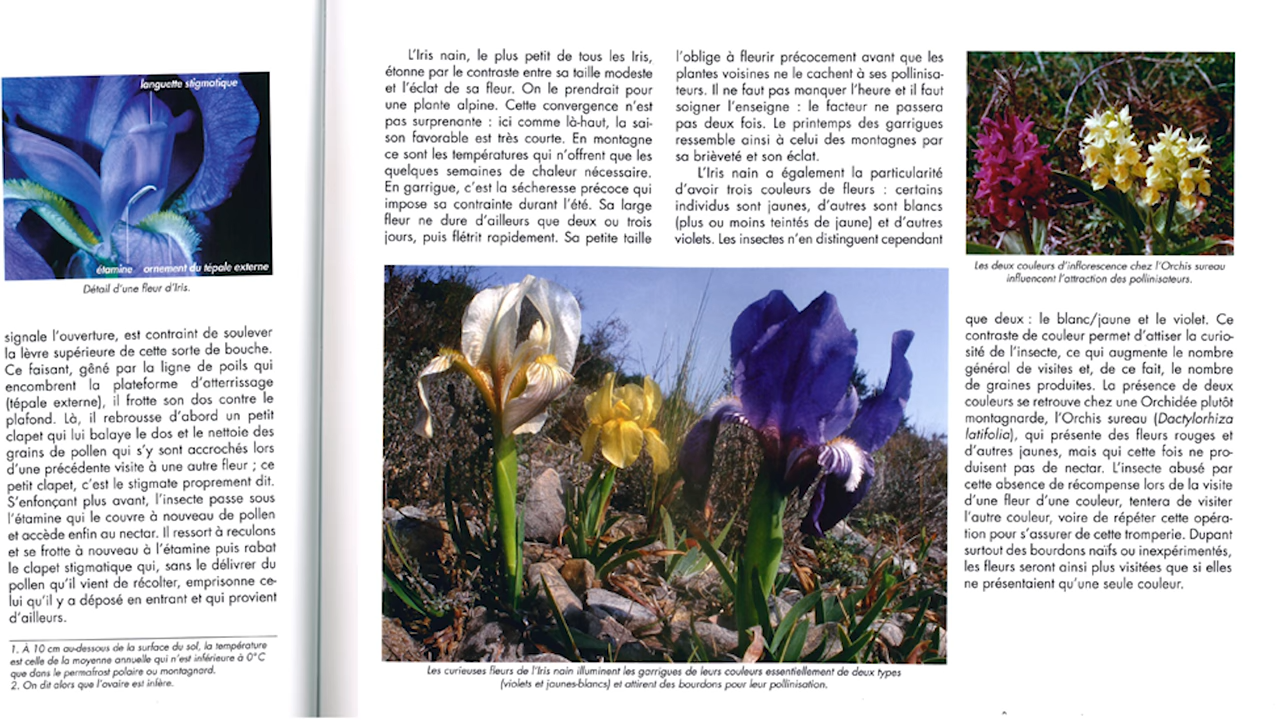 languette stigmatique
étamine ornement du tépale externe
Détail d'une fleur d'Iris.
signale l'ouverture, est contraint de soulever
la lèvre supérieure de cette sorte de bouche.
Ce faisant, gêné par la ligne de poils qui
encombrent la plateforme d'atterrissage
(tépale externe), il frotte son dos contre le
plafond. Là, il rebrousse d'abord un petit
clapet qui lui balaye le dos et le nettoie des
grains de pollen qui s'y sont accrochés lors
d'une précédente visite à une autre fleur ; ce
petit clapet, c'est le stigmate proprement dit.
S'enfonçant plus avant, l'insecte passe sous
l'étamine qui le couvre à nouveau de pollen
et accède enfin au nectar. Il ressort à reculons
et se frotte à nouveau à l'étamine puis rabat
le clapet stigmatique qui, sans le délivrer du
pollen qu'il vient de récolter, emprisonne ce-
lui qu'il y a déposé en entrant et qui provient
d'ailleurs.
1. À 10 cm au-dessous de la surface du sol, la température
est celle de la moyenne annuelle qui n'est inférieure à 0°C
que dans le permafrost polaire ou montagnard.
2. On dit alors que l'ovaire est infère.
L'Iris nain, le plus petit de tous les Iris,
étonne par le contraste entre sa taille modeste
et l'éclat de sa fleur. On le prendrait pour
une plante alpine. Cette convergence n'est
pas surprenante : ici comme là-haut, la sai-
son favorable est très courte. En montagne
ce sont les températures qui n'offrent que les
quelques semaines de chaleur nécessaire.
En garrigue, c'est la sécheresse précoce qui
impose sa contrainte durant l'été. Sa large
fleur ne dure d'ailleurs que deux ou trois
jours, puis flétrit rapidement. Sa petite taille
l'oblige à fleurir précocement avant que les
plantes voisines ne le cachent à ses pollinisa-
teurs. Il ne faut pas manquer l'heure et il faut
soigner l'enseigne : le facteur ne passera
pas deux fois. Le printemps des garrigues
ressemble ainsi à celui des montagnes par
sa brièveté et son éclat.
L'Iris nain a également la particularité
d'avoir trois couleurs de fleurs : certains
individus sont jaunes, d'autres sont blancs
(plus ou moins teintés de jaune) et d'autres
violets. Les insectes n'en distinguent cependant
Les curieuses fleurs de l'Iris nain illuminent les garrigues de leurs couleurs essentiellement de deux types
(violets et jaunes-blancs) et attirent des bourdons pour leur pollinisation.
Les deux couleurs d'inflorescence chez l'Orchis sureau
influencent l'attraction des pollinisateurs.
que deux : le blanc/jaune et le violet. Ce
contraste de couleur permet d'attiser la curio-
sité de l'insecte, ce qui augmente le nombre
général de visites et, de ce fait, le nombre
de graines produites. La présence de deux
couleurs se retrouve chez une Orchidée plutôt
montagnarde, l'Orchis sureau (Dactylorhiza
latifolia), qui présente des fleurs rouges et
d'autres jaunes, mais qui cette fois ne pro-
duisent pas de nectar. L'insecte abusé par
cette absence de récompense lors de la visite
d'une fleur d'une couleur, tentera de visiter
l'autre couleur, voire de répéter cette opéra-
tion pour s'assurer de cette tromperie. Dupant
surtout des bourdons naïfs ou inexpérimentés,
les fleurs seront ainsi plus visitées que si elles
ne présentaient qu'une seule couleur.